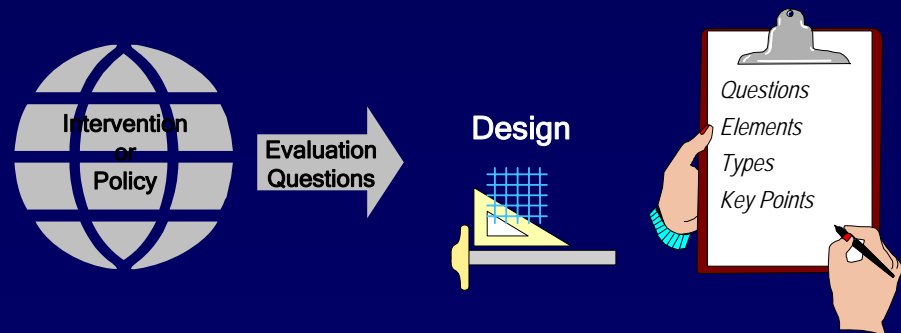 Intervention
or
Policy
Evaluation
Questions
Design
Questions
Elements
Types
Key Points